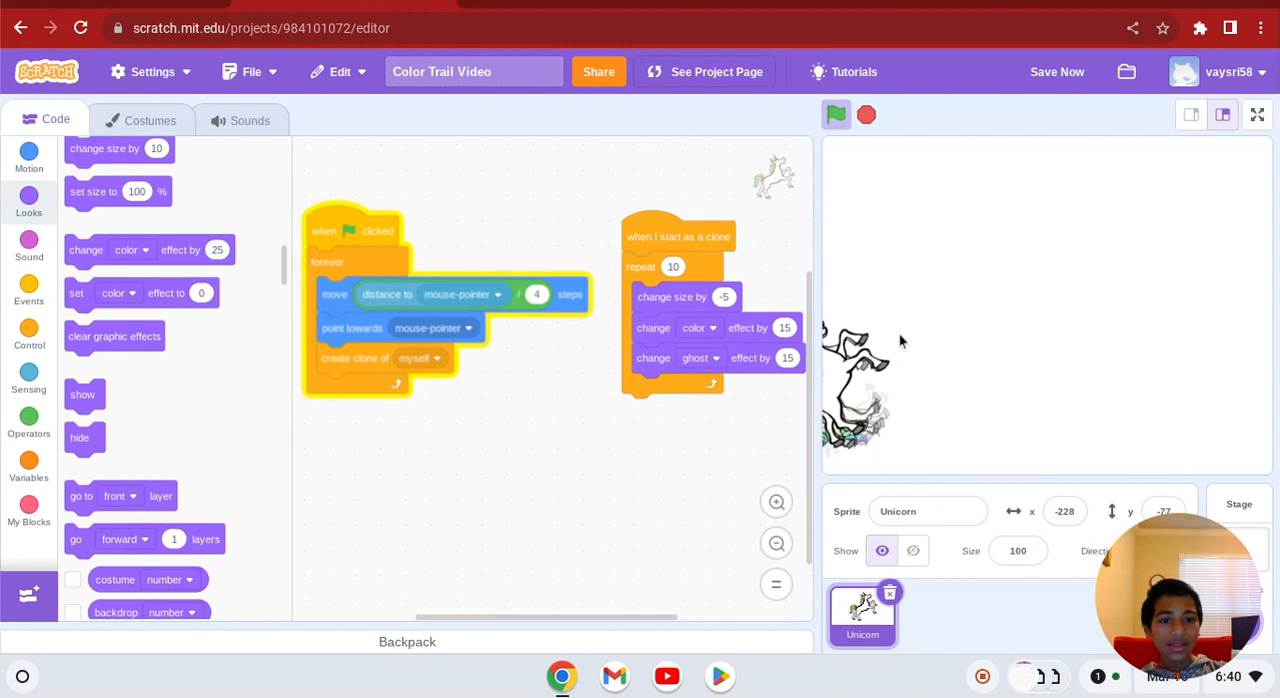 scratch.mit.edu/projects/984101072/editor
SCRATCH
Settings
File
Edit
Color Trail Video
Share
See Project Page
Tutorials
Save Now
vaysri58
Code
Costumes
Sounds
Motion
Looks
Sound
Events
Control
Sensing
Operators
Variables
My Blocks
change size by 10
set size to 100 %
change color effect by 25
set color effect to 0
clear graphic effects
show
hide
go to front layer
go forward 1 layers
costume number
backdrop number
when clicked
forever
move distance to mouse-pointer / 4 steps
point towards mouse-pointer
create clone of myself
when I start as a clone
repeat 10
change size by -5
change color effect by 15
change ghost effect by 15
Sprite
Unicorn
x
-228
y
-77
Show
Size
100
Stage
Unicorn
Backpack
1
6:40